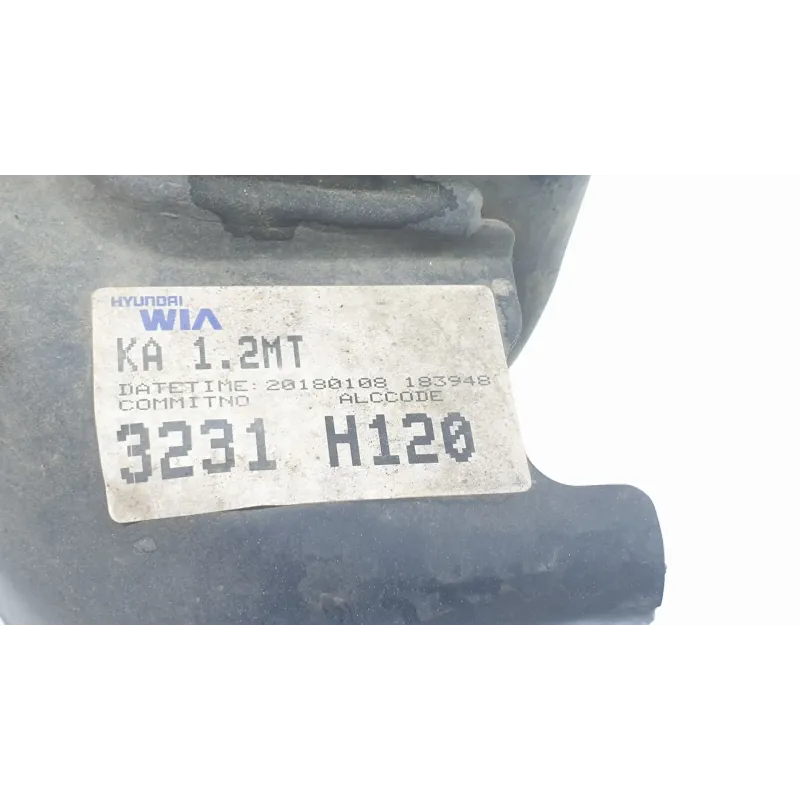 HYUNDAI
WIA
KA 1.2MT
DATETIME: 20180108 183948
COMMITNO ALCCODE
3231 H120